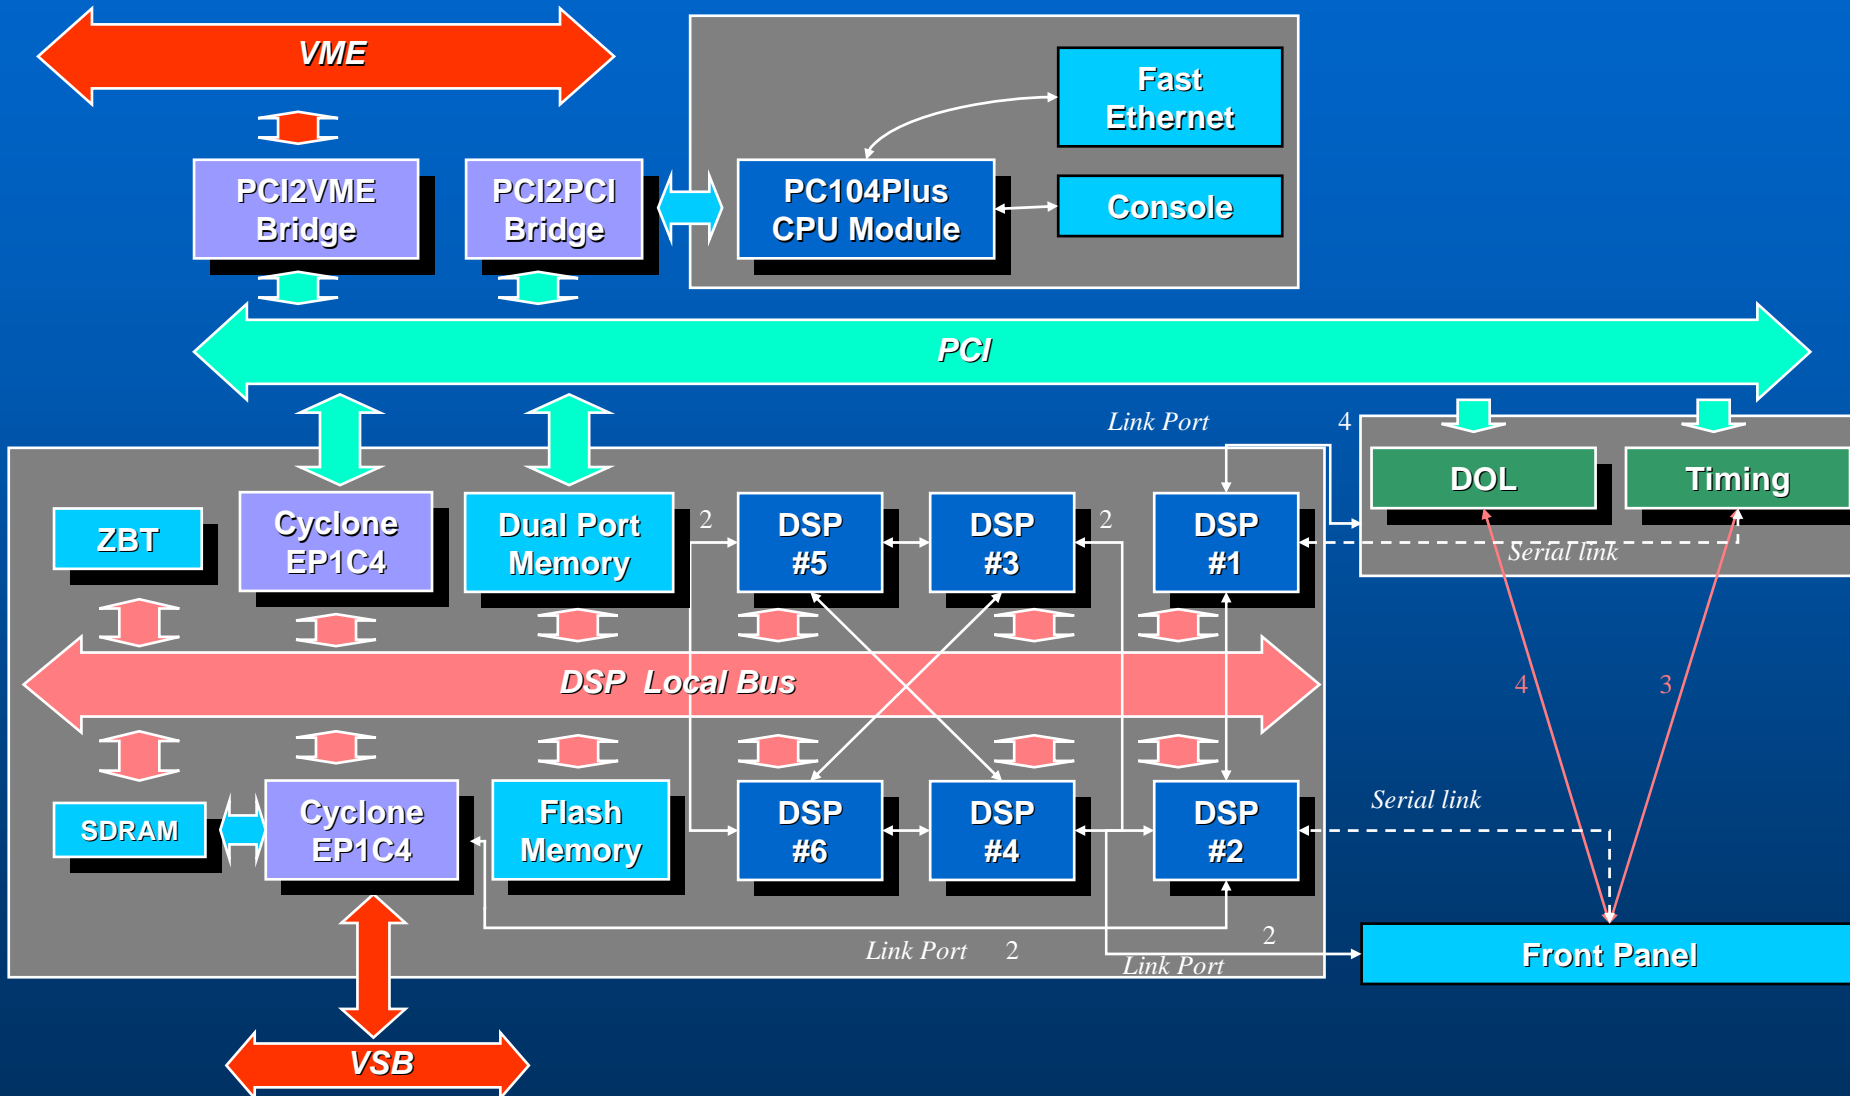 VME
Fast
Ethernet
PCI2VME
Bridge
PCI2PCI
Bridge
PC104Plus
CPU Module
Console
PCI
Link Port
4
DOL
Timing
ZBT
Cyclone
EP1C4
Dual Port
Memory
2
DSP
#5
DSP
#3
2
DSP
#1
Serial link
DSP Local Bus
4
3
SDRAM
Cyclone
EP1C4
Flash
Memory
DSP
#6
DSP
#4
DSP
#2
Serial link
Link Port 2
2
Link Port
Front Panel
VSB